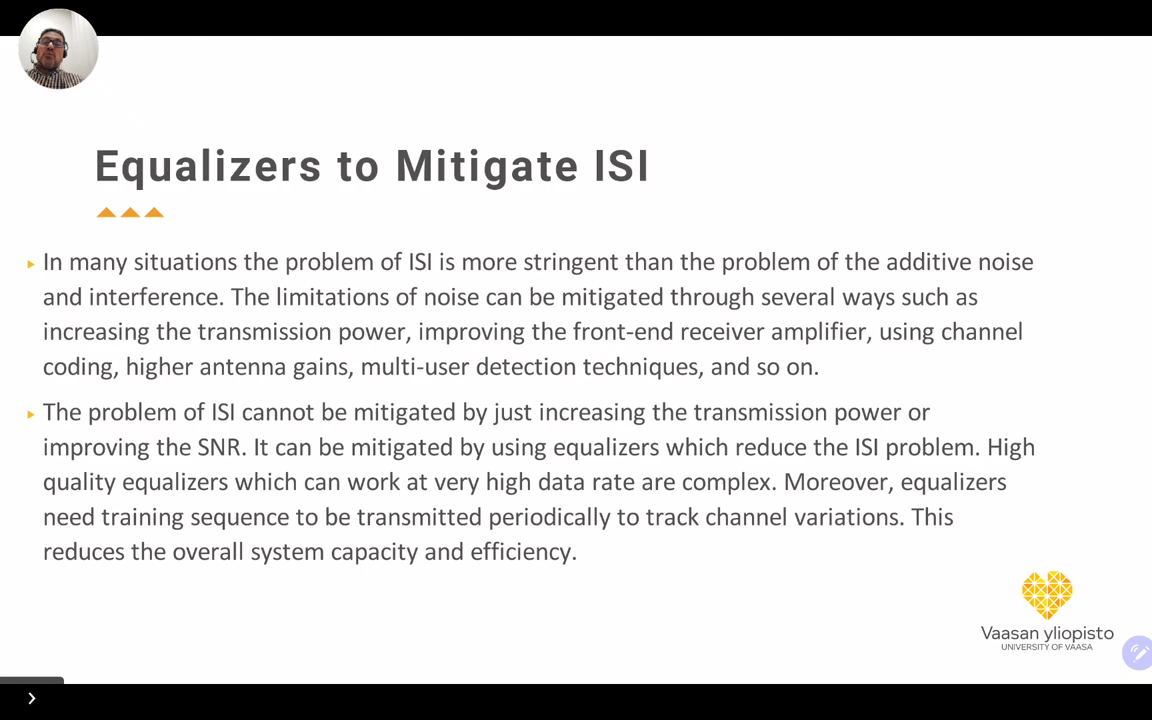 Equalizers to Mitigate ISI
In many situations the problem of ISI is more stringent than the problem of the additive noise
and interference. The limitations of noise can be mitigated through several ways such as
increasing the transmission power, improving the front-end receiver amplifier, using channel
coding, higher antenna gains, multi-user detection techniques, and so on.
The problem of ISI cannot be mitigated by just increasing the transmission power or
improving the SNR. It can be mitigated by using equalizers which reduce the ISI problem. High
quality equalizers which can work at very high data rate are complex. Moreover, equalizers
need training sequence to be transmitted periodically to track channel variations. This
reduces the overall system capacity and efficiency.
Vaasan yliopisto
UNIVERSITY OF VAASA